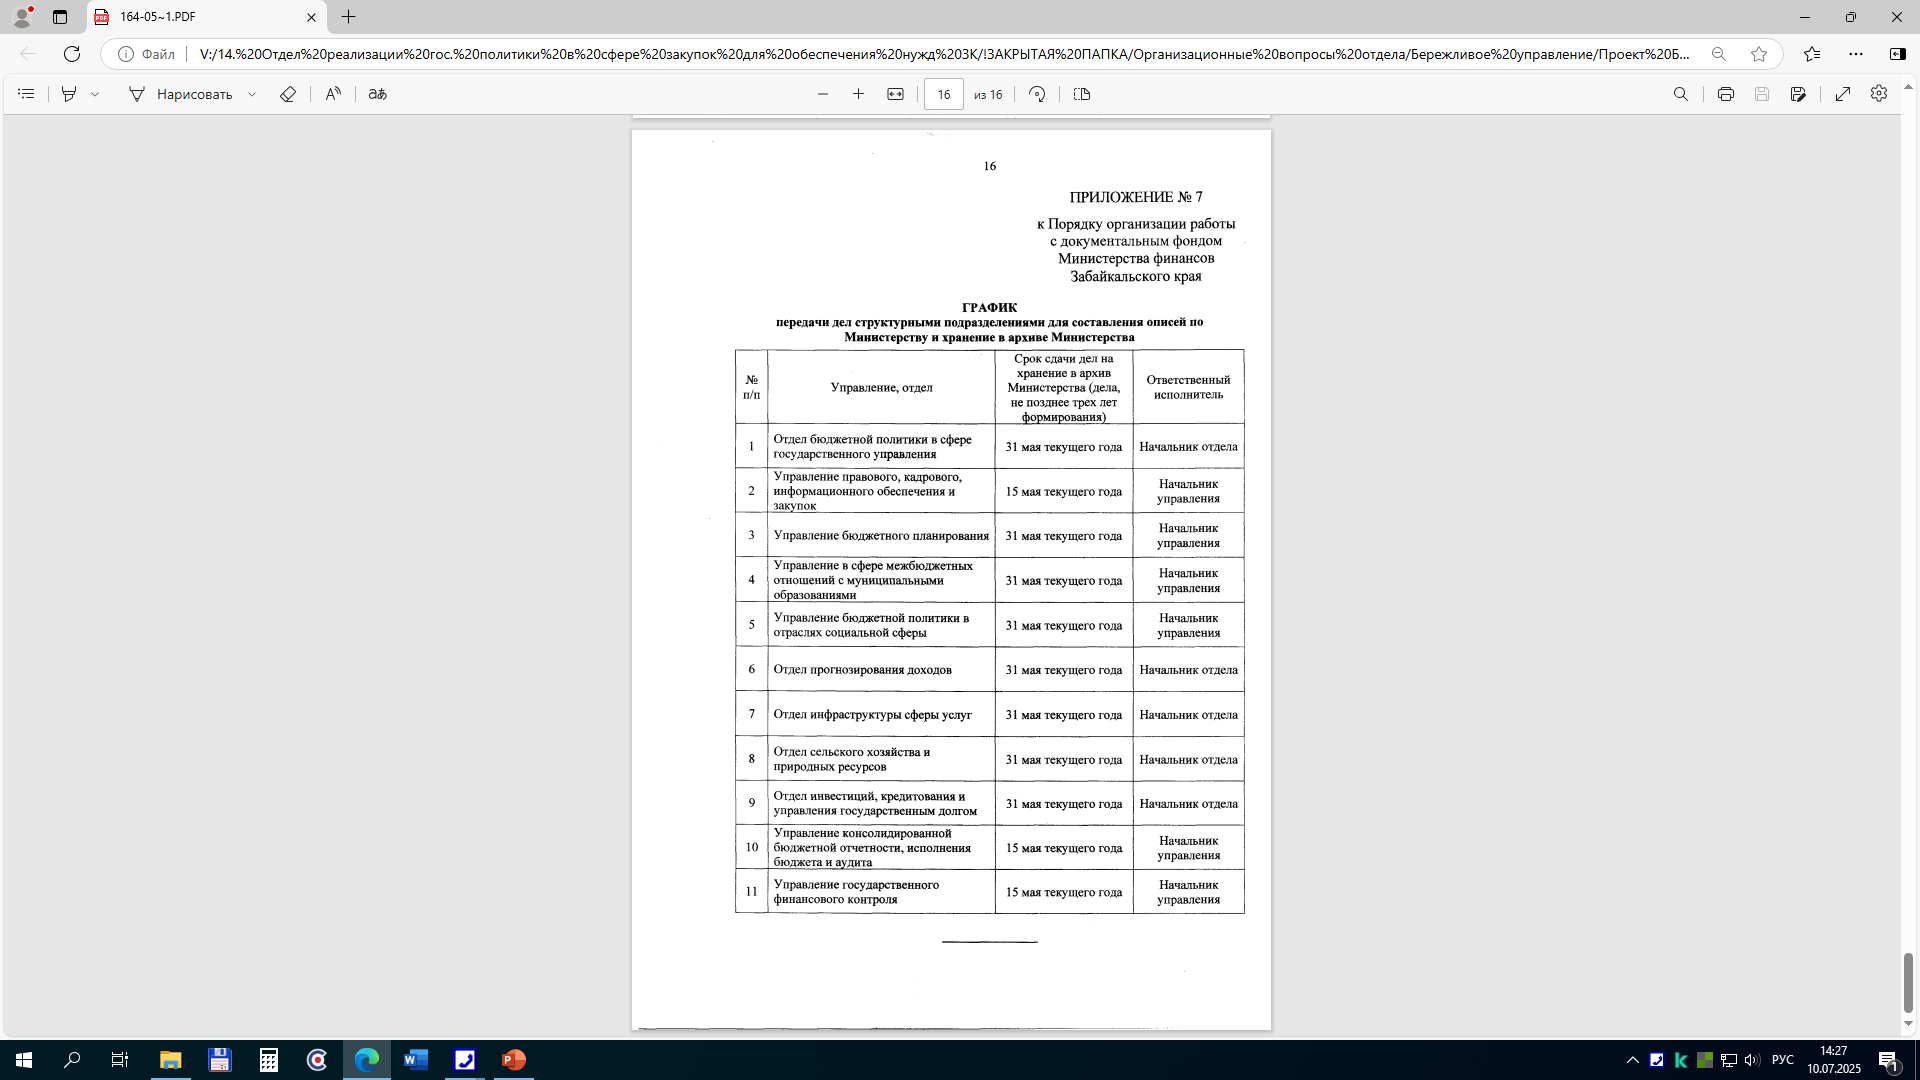 164-05~1.PDF
Файл
V:/14.%20Отдел%20реализации%20гос.%20политики%20в%20сфере%20закупок%20для%20обеспечения%20нужд%20ЗК/!ЗАКРЫТАЯ%20ПАПКА/Организационные%20вопросы%20отдела/Бережливое%20управление/Проект%20Б...
Нарисовать
16 из 16
16
ПРИЛОЖЕНИЕ № 7
к Порядку организации работы
с документальным фондом
Министерства финансов
Забайкальского края
ГРАФИК
передачи дел структурными подразделениями для составления описей по
Министерству и хранение в архиве Министерства
№ п/п
Управление, отдел
Срок сдачи дел на
хранение в архив
Министерства (дела,
не позднее трех лет
формирования)
Ответственный
исполнитель
1
Отдел бюджетной политики в сфере
государственного управления
31 мая текущего года
Начальник отдела
2
Управление правового, кадрового,
информационного обеспечения и
закупок
15 мая текущего года
Начальник
управления
3
Управление бюджетного планирования
31 мая текущего года
Начальник
управления
4
Управление в сфере межбюджетных
отношений с муниципальными
образованиями
31 мая текущего года
Начальник
управления
5
Управление бюджетной политики в
отраслях социальной сферы
31 мая текущего года
Начальник
управления
6
Отдел прогнозирования доходов
31 мая текущего года
Начальник отдела
7
Отдел инфраструктуры сферы услуг
31 мая текущего года
Начальник отдела
8
Отдел сельского хозяйства и
природных ресурсов
31 мая текущего года
Начальник отдела
9
Отдел инвестиций, кредитования и
управления государственным долгом
31 мая текущего года
Начальник отдела
10
Управление консолидированной
бюджетной отчетности, исполнения
бюджета и аудита
15 мая текущего года
Начальник
управления
11
Управление государственного
финансового контроля
15 мая текущего года
Начальник
управления
РУС
14:27
10.07.2025
1